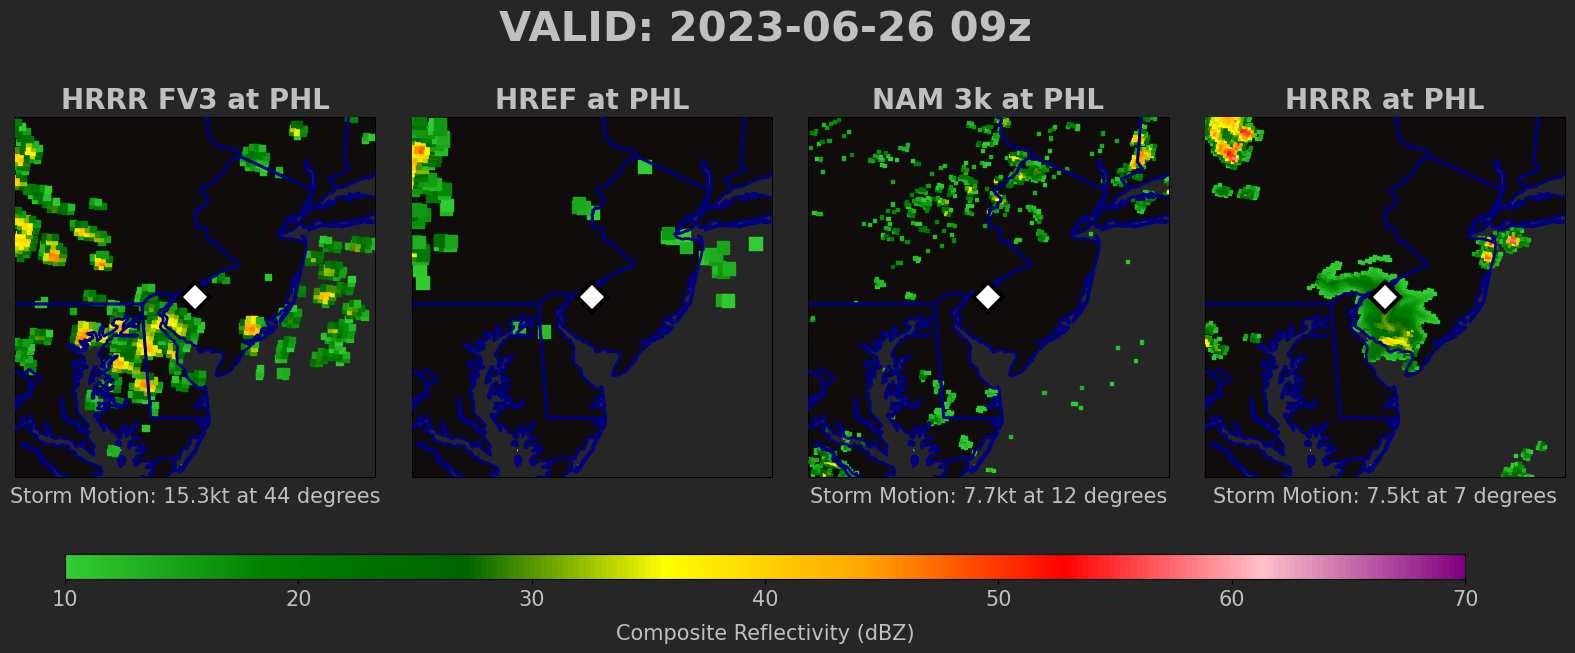 VALID: 2023-06-26 09z
HRRR FV3 at PHL
HREF at PHL
NAM 3k at PHL
HRRR at PHL
Storm Motion: 15.3kt at 44 degrees
Storm Motion: 7.7kt at 12 degrees
Storm Motion: 7.5kt at 7 degrees
10 20 30 40 50 60 70
Composite Reflectivity (dBZ)